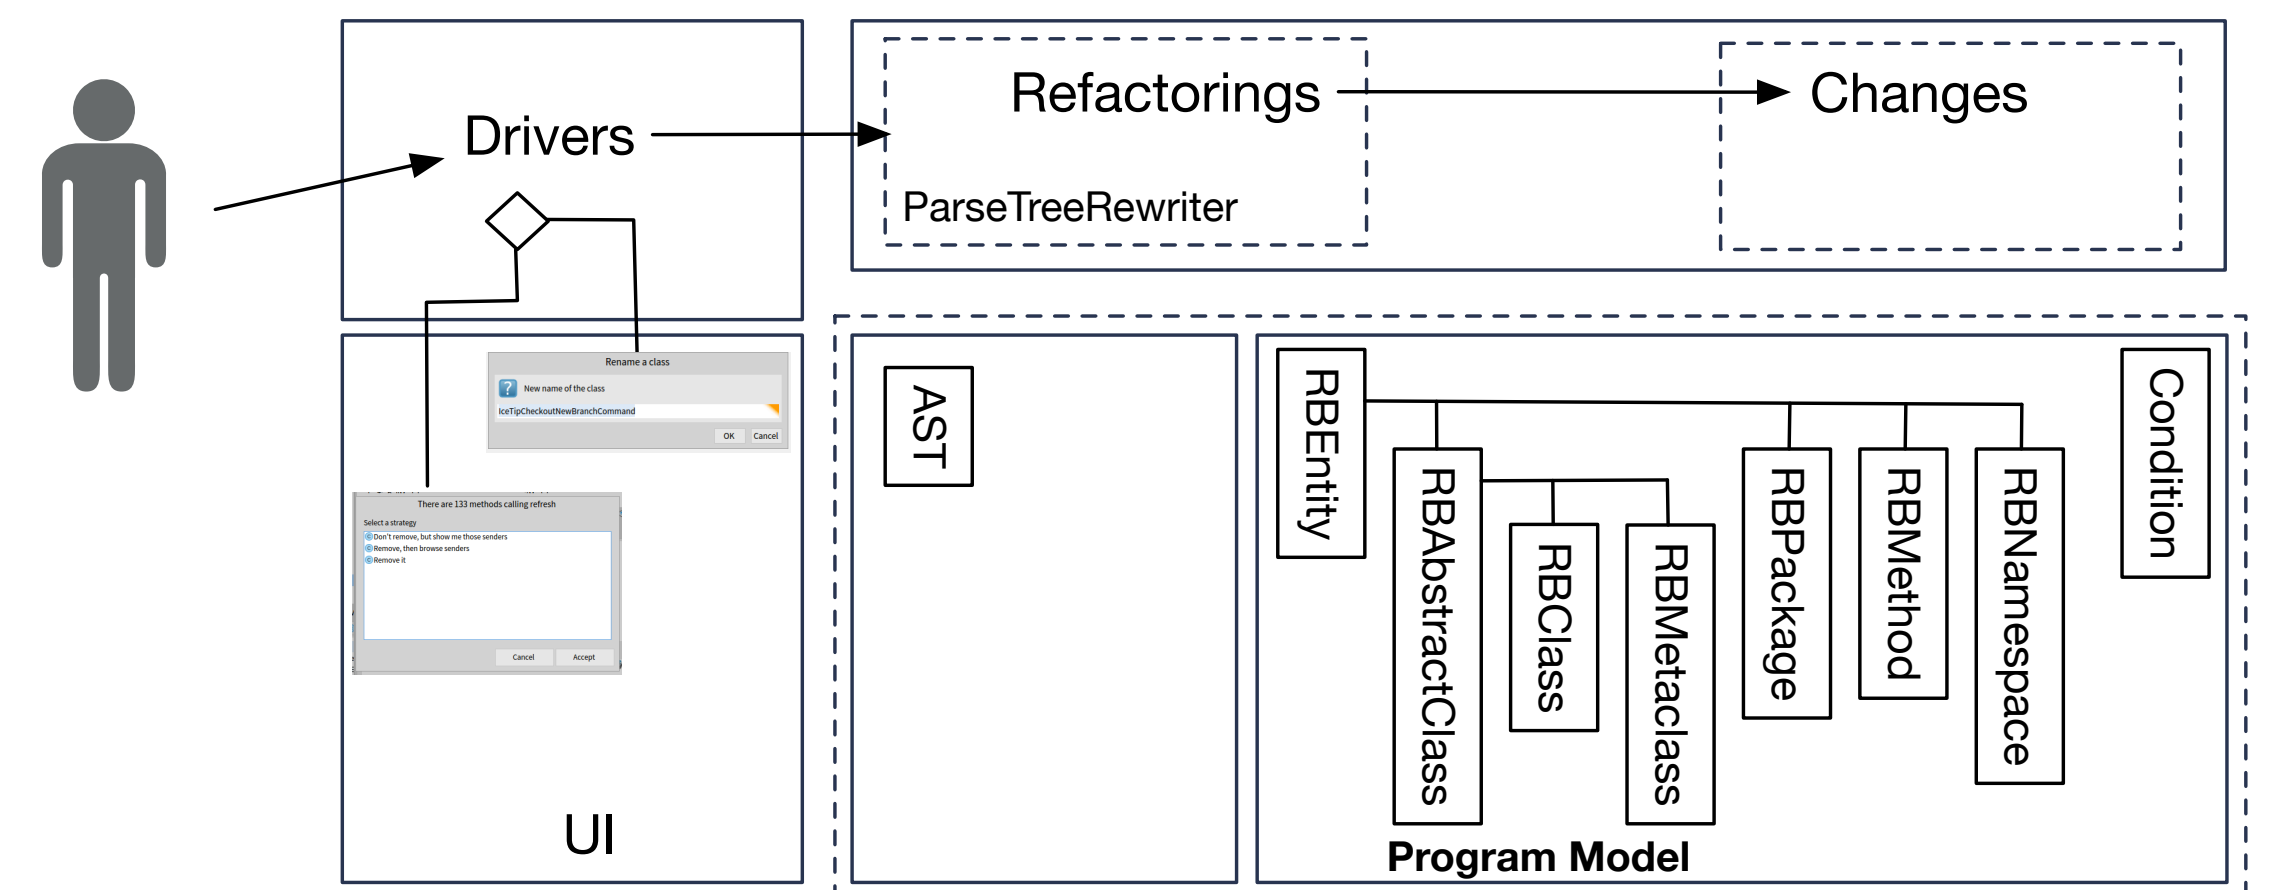 Drivers
Refactorings
Changes
ParseTreeRewriter
Rename a class
New name of the class
IceTipCheckoutNewBranchCommand
OK Cancel
There are 133 methods calling refresh
Select a strategy
Don't remove, but show me those senders
Remove, then browse senders
Remove it
Cancel Accept
UI
AST
RBEntity
RBAbstractClass
RBClass
RBMetaclass
RBPackage
RBMethod
RBNamespace
Condition
Program Model